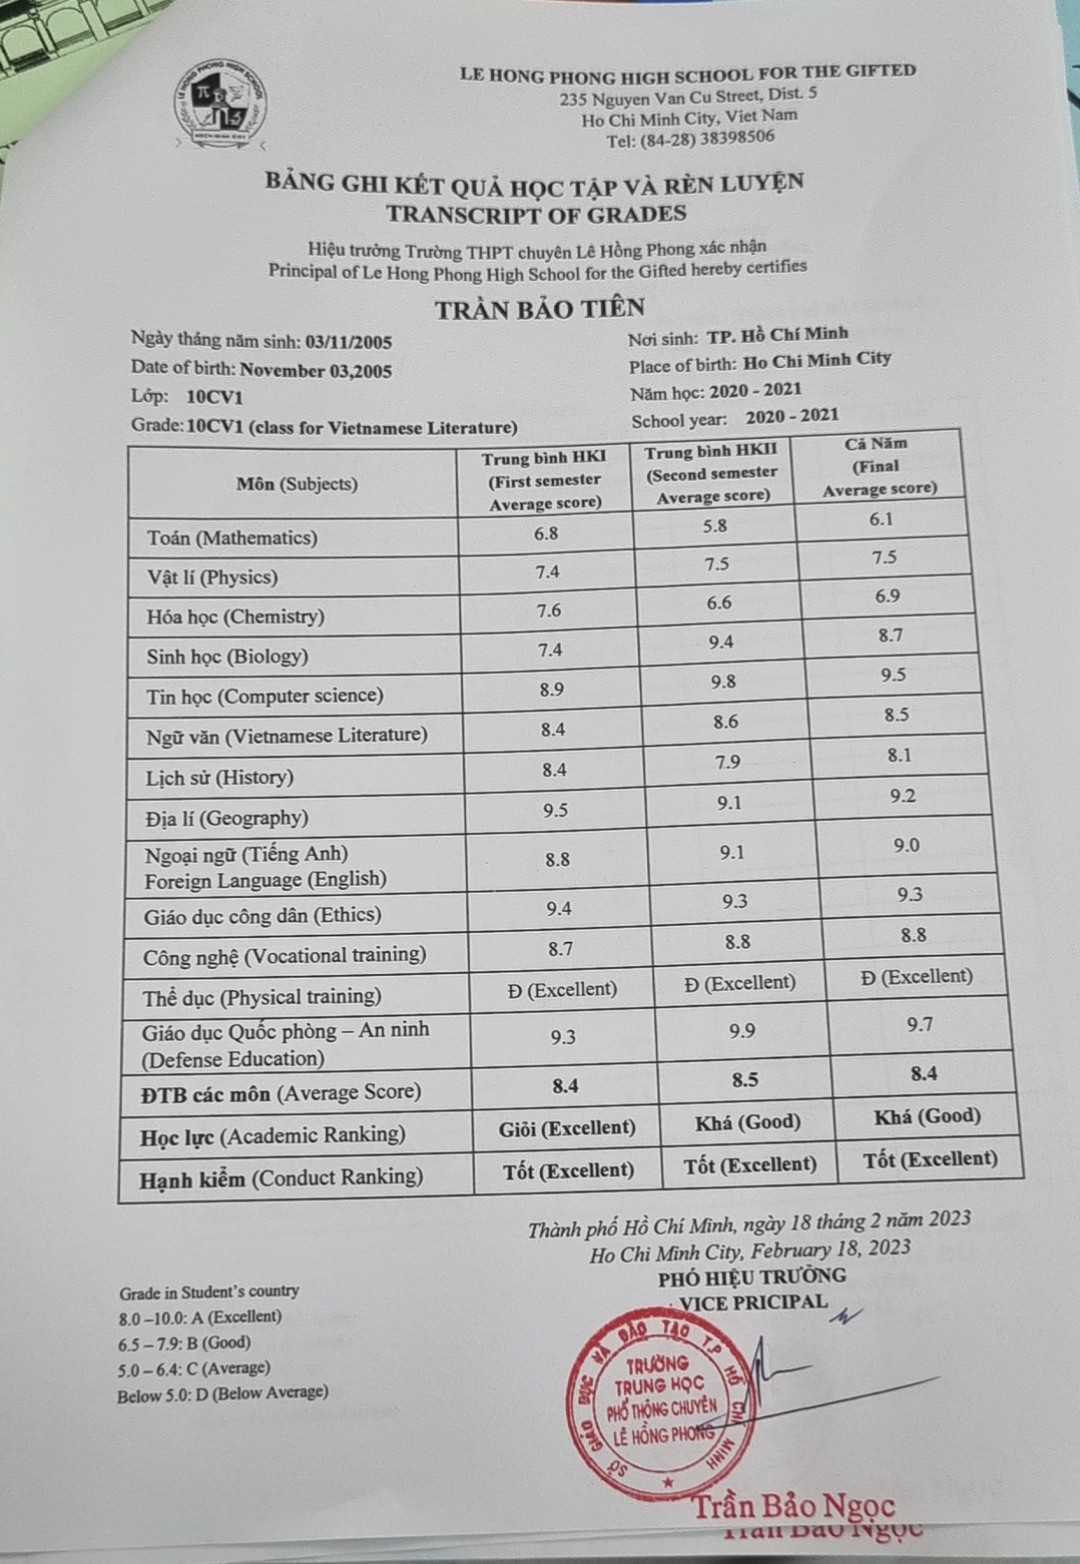 LE HONG PHONG HIGH SCHOOL FOR THE GIFTED
235 Nguyen Van Cu Street, Dist. 5
Ho Chi Minh City, Viet Nam
Tel: (84-28) 38398506
BẢNG GHI KẾT QUẢ HỌC TẬP VÀ RÈN LUYỆN
TRANSCRIPT OF GRADES
Hiệu trưởng Trường THPT chuyên Lê Hồng Phong xác nhận
Principal of Le Hong Phong High School for the Gifted hereby certifies
TRẦN BẢO TIÊN
Ngày tháng năm sinh: 03/11/2005 Nơi sinh: TP. Hồ Chí Minh
Date of birth: November 03,2005 Place of birth: Ho Chi Minh City
Lớp: 10CV1 Năm học: 2020 - 2021
Grade: 10CV1 (class for Vietnamese Literature) School year: 2020 - 2021
Môn (Subjects) Trung bình HKI (First semester Average score) Trung bình HKII (Second semester Average score) Cả Năm (Final Average score)
Toán (Mathematics) 6.8 5.8 6.1
Vật lí (Physics) 7.4 7.5 7.5
Hóa học (Chemistry) 7.6 6.6 6.9
Sinh học (Biology) 7.4 9.4 8.7
Tin học (Computer science) 8.9 9.8 9.5
Ngữ văn (Vietnamese Literature) 8.4 8.6 8.5
Lịch sử (History) 8.4 7.9 8.1
Địa lí (Geography) 9.5 9.1 9.2
Ngoại ngữ (Tiếng Anh)
Foreign Language (English) 8.8 9.1 9.0
Giáo dục công dân (Ethics) 9.4 9.3 9.3
Công nghệ (Vocational training) 8.7 8.8 8.8
Thể dục (Physical training) Đ (Excellent) Đ (Excellent) Đ (Excellent)
Giáo dục Quốc phòng – An ninh
(Defense Education) 9.3 9.9 9.7
ĐTB các môn (Average Score) 8.4 8.5 8.4
Học lực (Academic Ranking) Giỏi (Excellent) Khá (Good) Khá (Good)
Hạnh kiểm (Conduct Ranking) Tốt (Excellent) Tốt (Excellent) Tốt (Excellent)
Thành phố Hồ Chí Minh, ngày 18 tháng 2 năm 2023
Ho Chi Minh City, February 18, 2023
PHÓ HIỆU TRƯỞNG
VICE PRICIPAL
Grade in Student's country
8.0 –10.0: A (Excellent)
6.5 – 7.9: B (Good)
5.0 – 6.4: C (Average)
Below 5.0: D (Below Average)
SỞ GIÁO DỤC VÀ ĐÀO TẠO T.P HỒ CHÍ MINH
TRƯỜNG
TRUNG HỌC
PHỔ THÔNG CHUYÊN
LÊ HỒNG PHONG
Trần Bảo Ngọc
Trần Bảo Ngọc